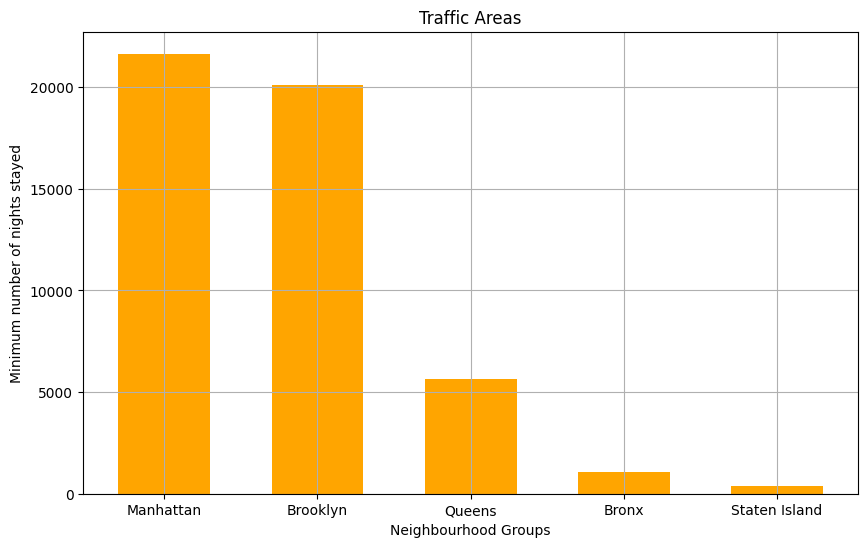 Traffic Areas
Minimum number of nights stayed
20000
15000
10000
5000
0
Manhattan Brooklyn Queens Bronx Staten Island
Neighbourhood Groups